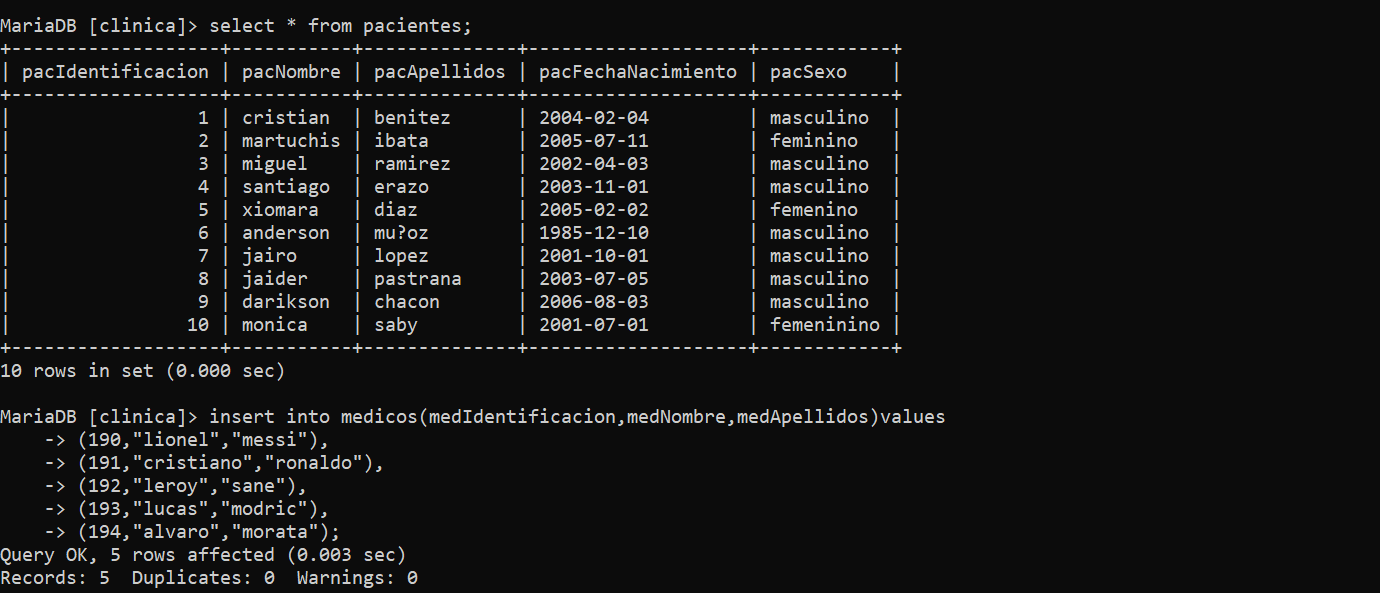 MariaDB [clinica]> select * from pacientes;
+-------------------+-----------+--------------+--------------------+------------+
| pacIdentificacion | pacNombre | pacApellidos | pacFechaNacimiento | pacSexo    |
+-------------------+-----------+--------------+--------------------+------------+
|                 1 | cristian  | benitez      | 2004-02-04         | masculino  |
|                 2 | martuchis | ibata        | 2005-07-11         | feminino   |
|                 3 | miguel    | ramirez      | 2002-04-03         | masculino  |
|                 4 | santiago  | erazo        | 2003-11-01         | masculino  |
|                 5 | xiomara   | diaz         | 2005-02-02         | femenino   |
|                 6 | anderson  | mu?oz        | 1985-12-10         | masculino  |
|                 7 | jairo     | lopez        | 2001-10-01         | masculino  |
|                 8 | jaider    | pastrana     | 2003-07-05         | masculino  |
|                 9 | darikson  | chacon       | 2006-08-03         | masculino  |
|                10 | monica    | saby         | 2001-07-01         | femeninino |
+-------------------+-----------+--------------+--------------------+------------+
10 rows in set (0.000 sec)
MariaDB [clinica]> insert into medicos(medIdentificacion,medNombre,medApellidos)values
    -> (190,"lionel","messi"),
    -> (191,"cristiano","ronaldo"),
    -> (192,"leroy","sane"),
    -> (193,"lucas","modric"),
    -> (194,"alvaro","morata");
Query OK, 5 rows affected (0.003 sec)
Records: 5  Duplicates: 0  Warnings: 0